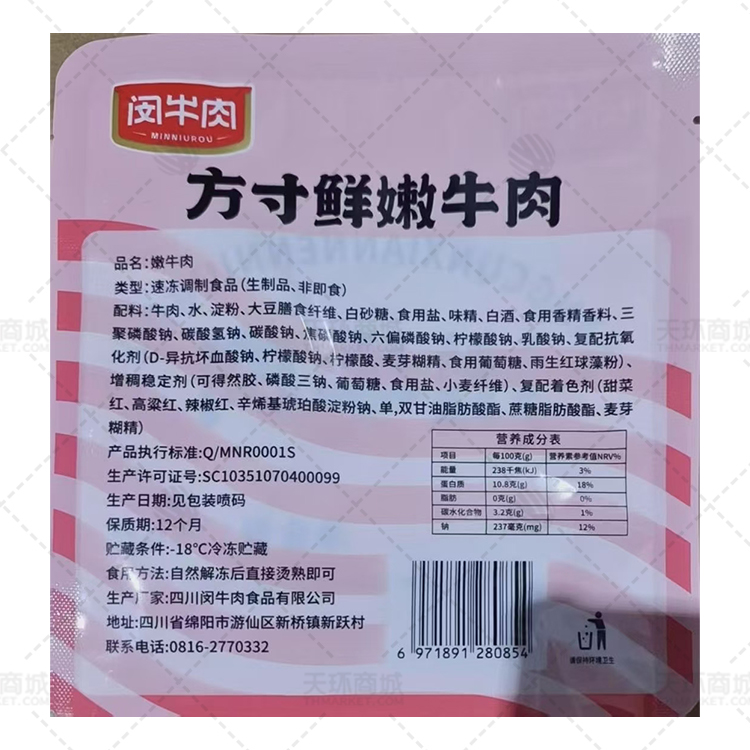 闵牛肉
MINNIUROU
方寸鲜嫩牛肉
品名:嫩牛肉
类型:速冻调制食品(生制品、非即食)
配料:牛肉、水、淀粉、大豆膳食纤维、白砂糖、食用盐、味精、白酒、食用香精香料、三
聚磷酸钠、碳酸氢钠、碳酸钠、焦磷酸钠、六偏磷酸钠、柠檬酸钠、乳酸钠、复配抗氧
化剂(D-异抗坏血酸钠、柠檬酸钠、柠檬酸、麦芽糊精、食用葡萄糖、雨生红球藻粉)、
增稠稳定剂(可得然胶、磷酸三钠、葡萄糖、食用盐、小麦纤维)、复配着色剂(甜菜
红、高粱红、辣椒红、辛烯基琥珀酸淀粉钠、单,双甘油脂肪酸酯、蔗糖脂肪酸酯、麦芽
糊精)
产品执行标准:Q/MNR0001S
生产许可证号:SC10351070400099
生产日期:见包装喷码
保质期:12个月
贮藏条件:-18℃冷冻贮藏
食用方法:自然解冻后直接烫熟即可
生产厂家:四川闵牛肉食品有限公司
地址:四川省绵阳市游仙区新桥镇新跃村
联系电话:0816-2770332
营养成分表
项目 每100克(g) 营养素参考值NRV%
能量 238千焦(kJ) 3%
蛋白质 10.8克(g) 18%
脂肪 0克(g) 0%
碳水化合物 3.2克(g) 1%
钠 237毫克(mg) 12%
6 971891 280854
请保持环境卫生
天环商城
THMARKET.COM